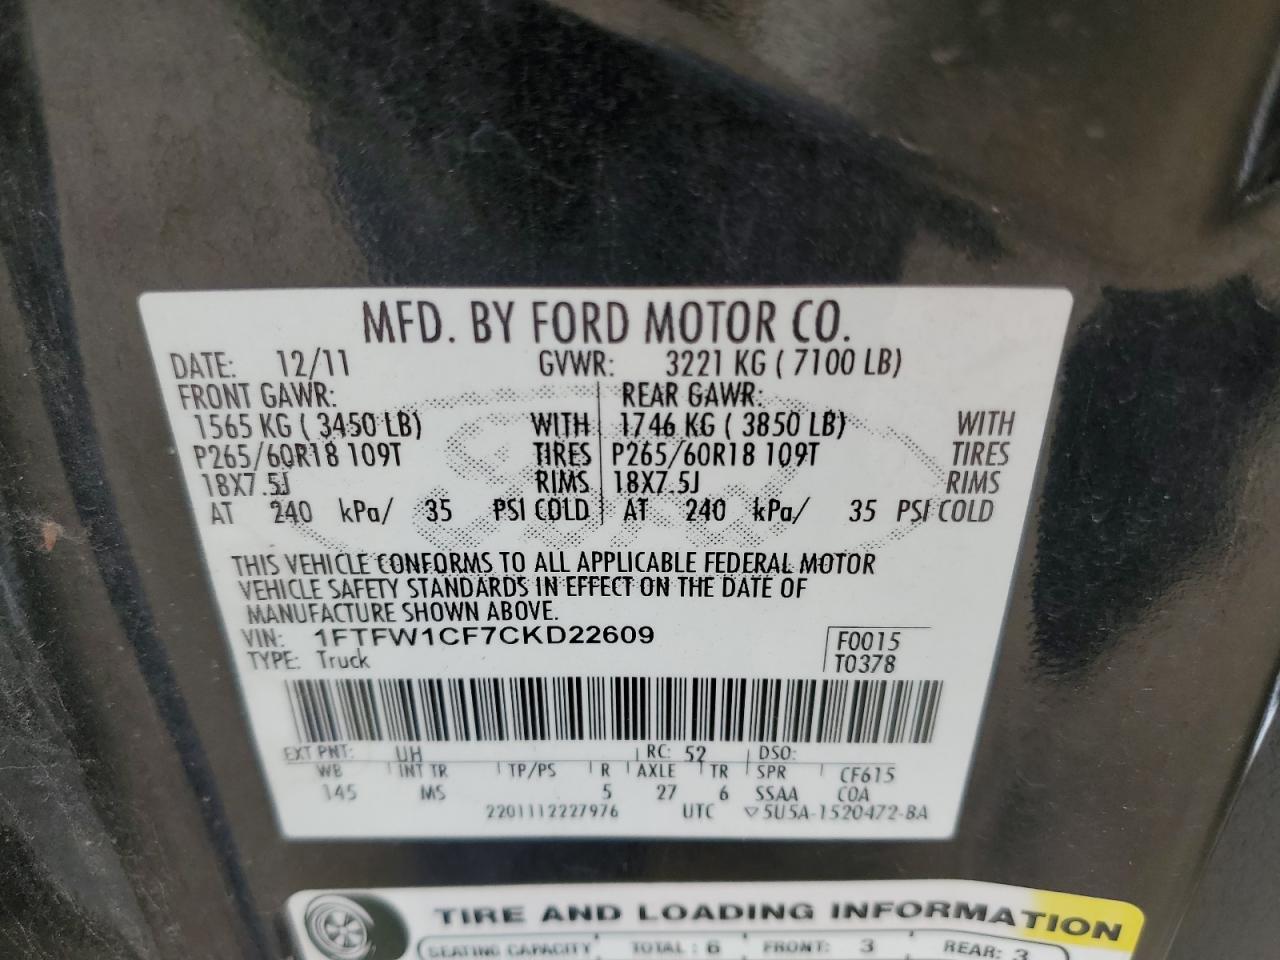 MFD. BY FORD MOTOR CO.
DATE: 12/11 GVWR: 3221 KG ( 7100 LB)
FRONT GAWR: REAR GAWR:
1565 KG ( 3450 LB) WITH 1746 KG ( 3850 LB) WITH
P265/60R18 109T TIRES P265/60R18 109T TIRES
18X7.5J RIMS 18X7.5J RIMS
AT 240 kPa/ 35 PSI COLD AT 240 kPa/ 35 PSI COLD
THIS VEHICLE CONFORMS TO ALL APPLICABLE FEDERAL MOTOR
VEHICLE SAFETY STANDARDS IN EFFECT ON THE DATE OF
MANUFACTURE SHOWN ABOVE.
VIN: 1FTFW1CF7CKD22609 F0015
TYPE: Truck T0378
EXT PNT: UH RC: 52 DSO:
WB INT TR TP/PS R AXLE TR SPR CF615
145 MS 5 27 6 SSAA COA
2201112227976 UTC ▽5U5A-1520472-BA
TIRE AND LOADING INFORMATION
SEATING CAPACITY TOTAL : 6 FRONT: 3 REAR: 3